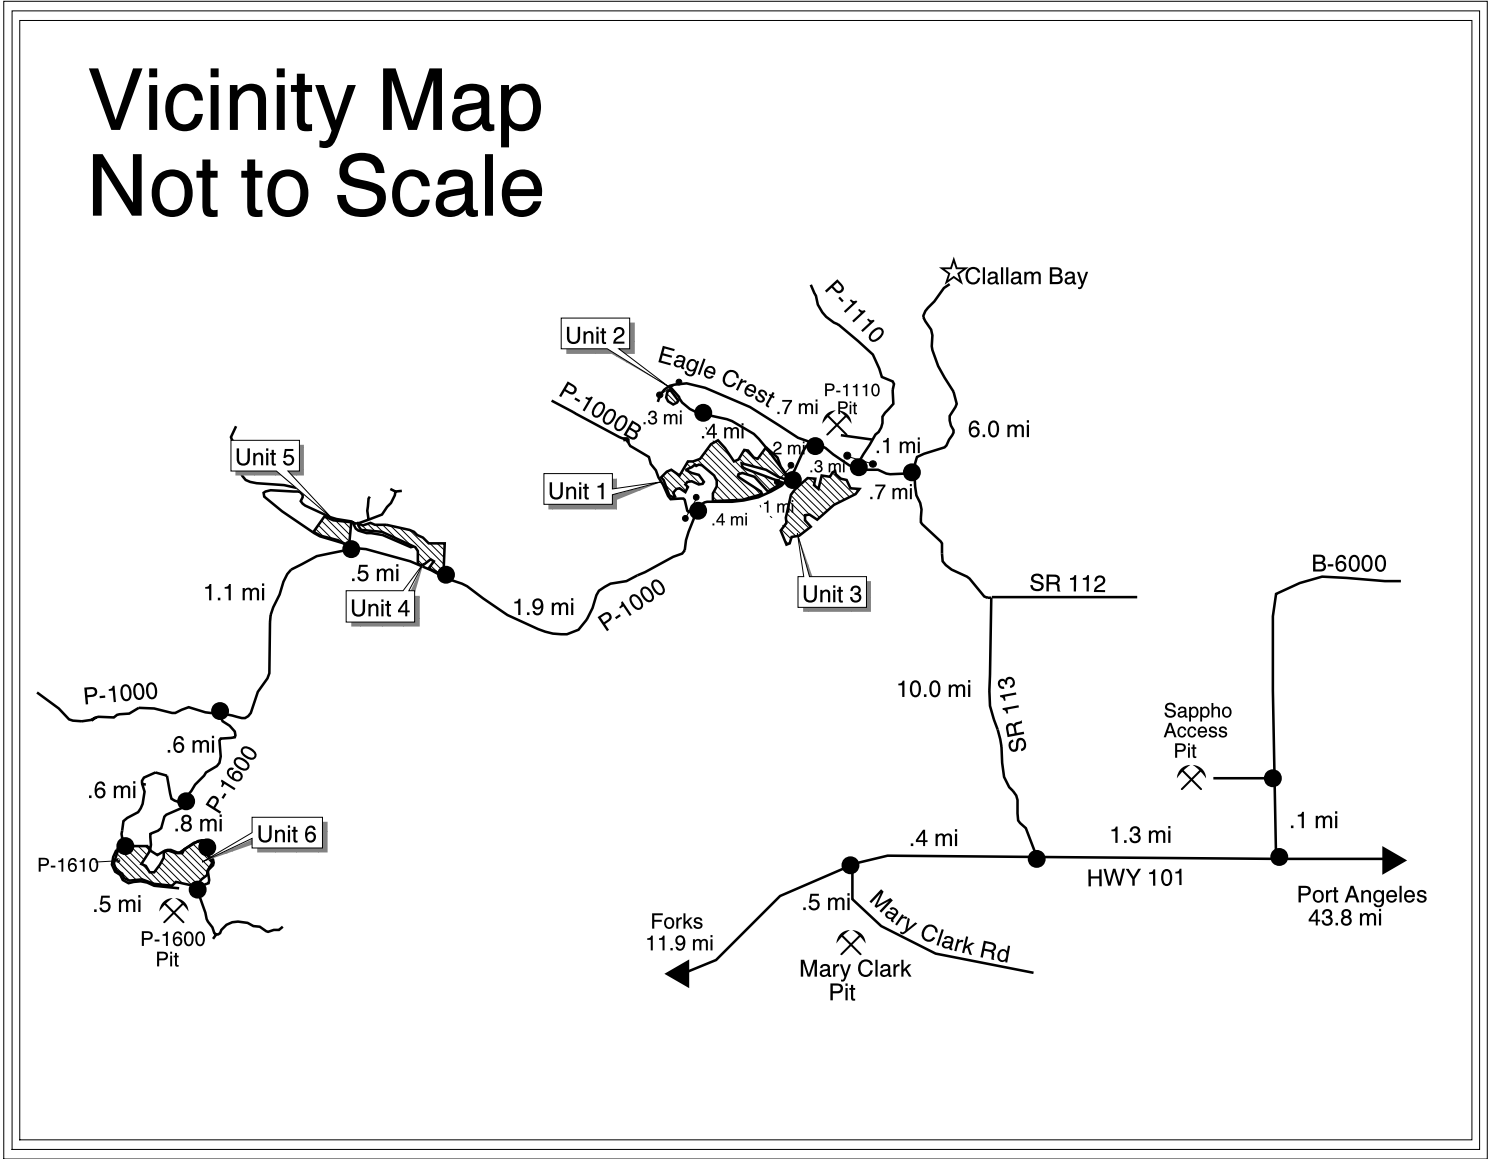 Vicinity Map
Not to Scale
Clallam Bay
P-1110
Unit 2
Eagle Crest
.7 mi
P-1110
Pit
P-1000B
.3 mi
.4 mi
.2 mi
.3 mi
.1 mi
6.0 mi
.7 mi
Unit 5
Unit 1
.4 mi
.1 mi
Unit 3
.5 mi
Unit 4
1.1 mi
1.9 mi
P-1000
SR 112
B-6000
P-1000
10.0 mi
SR 113
Sappho
Access
Pit
.6 mi
P-1600
.6 mi
.8 mi
Unit 6
P-1610
.5 mi
P-1600
Pit
.4 mi
1.3 mi
.1 mi
HWY 101
Port Angeles
43.8 mi
.5 mi
Mary Clark Rd
Forks
11.9 mi
Mary Clark
Pit